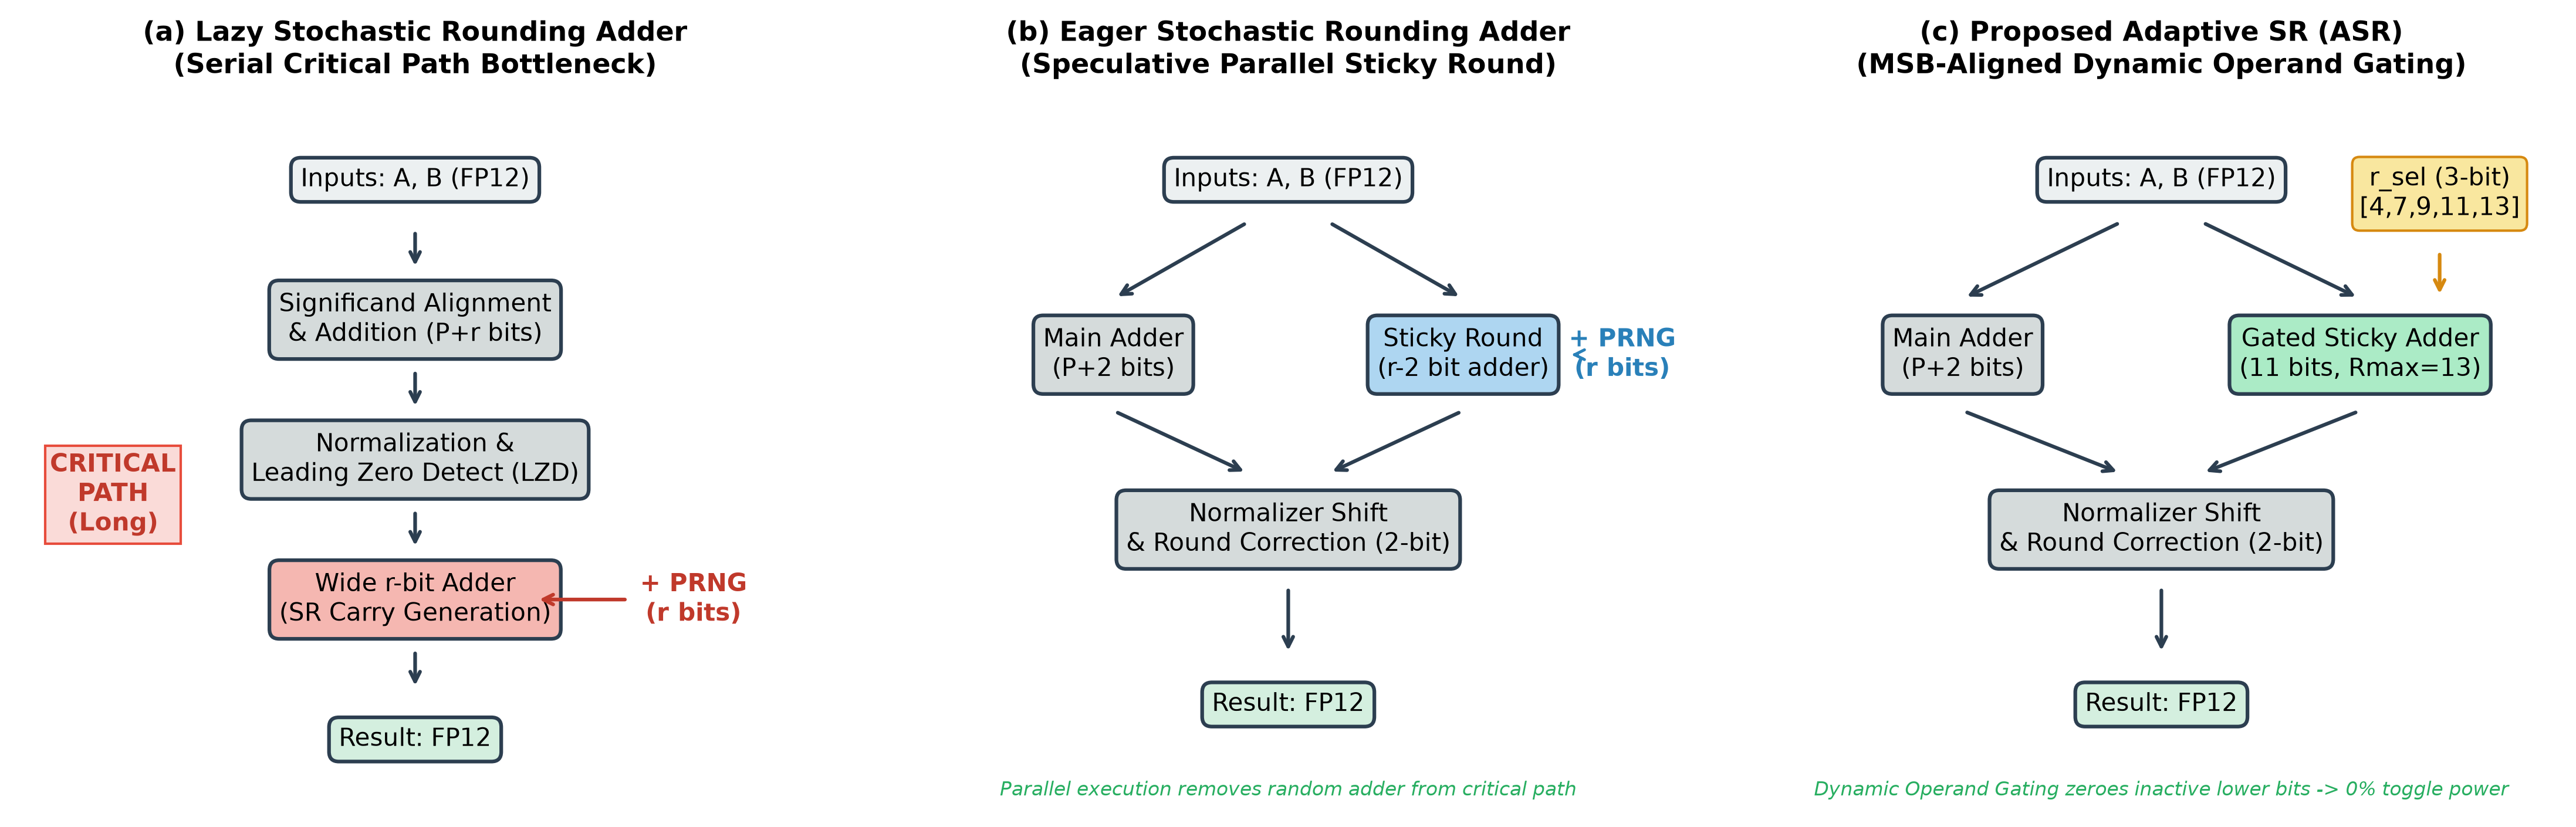 (a) Lazy Stochastic Rounding Adder
(Serial Critical Path Bottleneck)
Inputs: A, B (FP12)
Significand Alignment
& Addition (P+r bits)
Normalization &
Leading Zero Detect (LZD)
CRITICAL
PATH
(Long)
Wide r-bit Adder
(SR Carry Generation)
+ PRNG
(r bits)
Result: FP12
(b) Eager Stochastic Rounding Adder
(Speculative Parallel Sticky Round)
Inputs: A, B (FP12)
Main Adder
(P+2 bits)
Sticky Round
(r-2 bit adder)
+ PRNG
(r bits)
Normalizer Shift
& Round Correction (2-bit)
Result: FP12
Parallel execution removes random adder from critical path
(c) Proposed Adaptive SR (ASR)
(MSB-Aligned Dynamic Operand Gating)
Inputs: A, B (FP12)
r_sel (3-bit)
[4,7,9,11,13]
Main Adder
(P+2 bits)
Gated Sticky Adder
(11 bits, Rmax=13)
Normalizer Shift
& Round Correction (2-bit)
Result: FP12
Dynamic Operand Gating zeroes inactive lower bits -> 0% toggle power